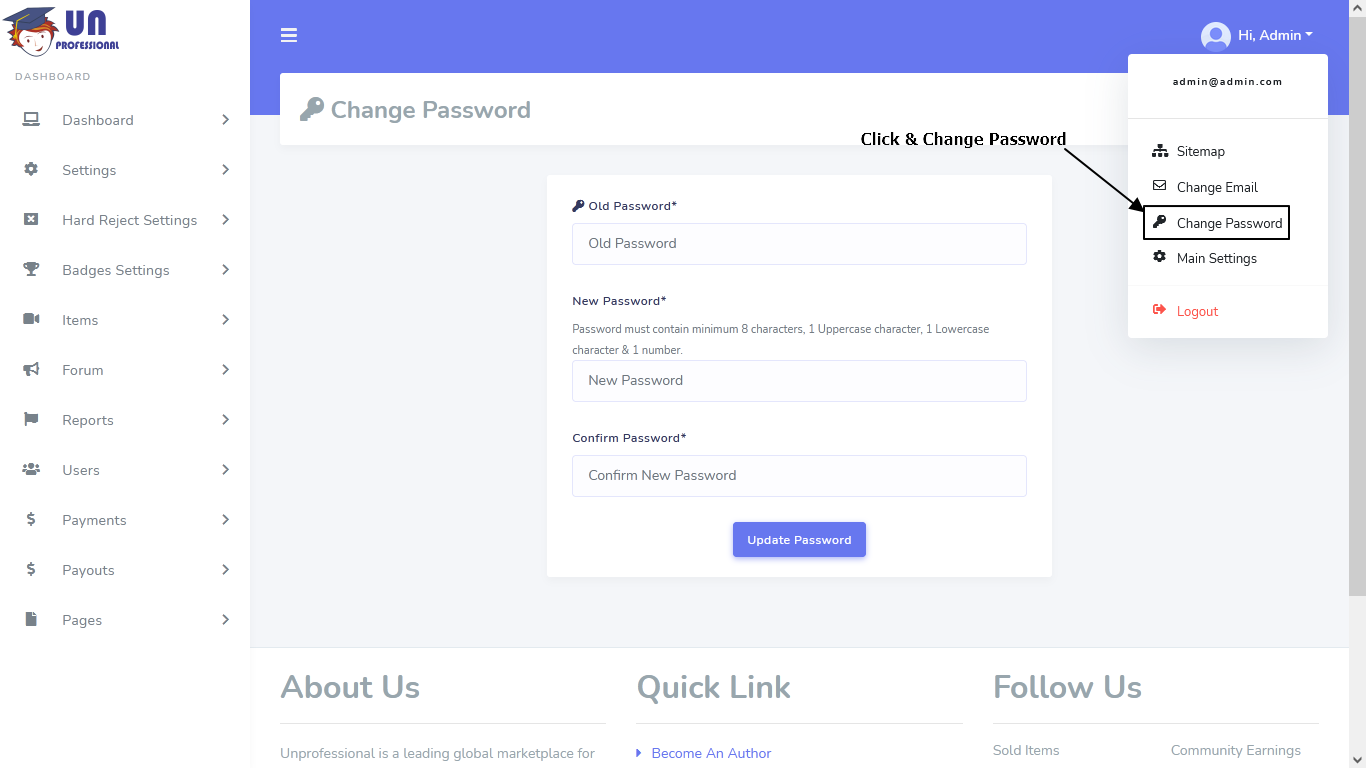 UN
PROFESSIONAL
Hi, Admin
DASHBOARD
Dashboard
Settings
Hard Reject Settings
Badges Settings
Items
Forum
Reports
Users
Payments
Payouts
Pages
Change Password
Click & Change Password
admin@admin.com
Sitemap
Change Email
Change Password
Main Settings
Logout
Old Password*
Old Password
New Password*
Password must contain minimum 8 characters, 1 Uppercase character, 1 Lowercase
character & 1 number.
New Password
Confirm Password*
Confirm New Password
Update Password
About Us
Unprofessional is a leading global marketplace for
Quick Link
Become An Author
Follow Us
Sold Items
Community Earnings